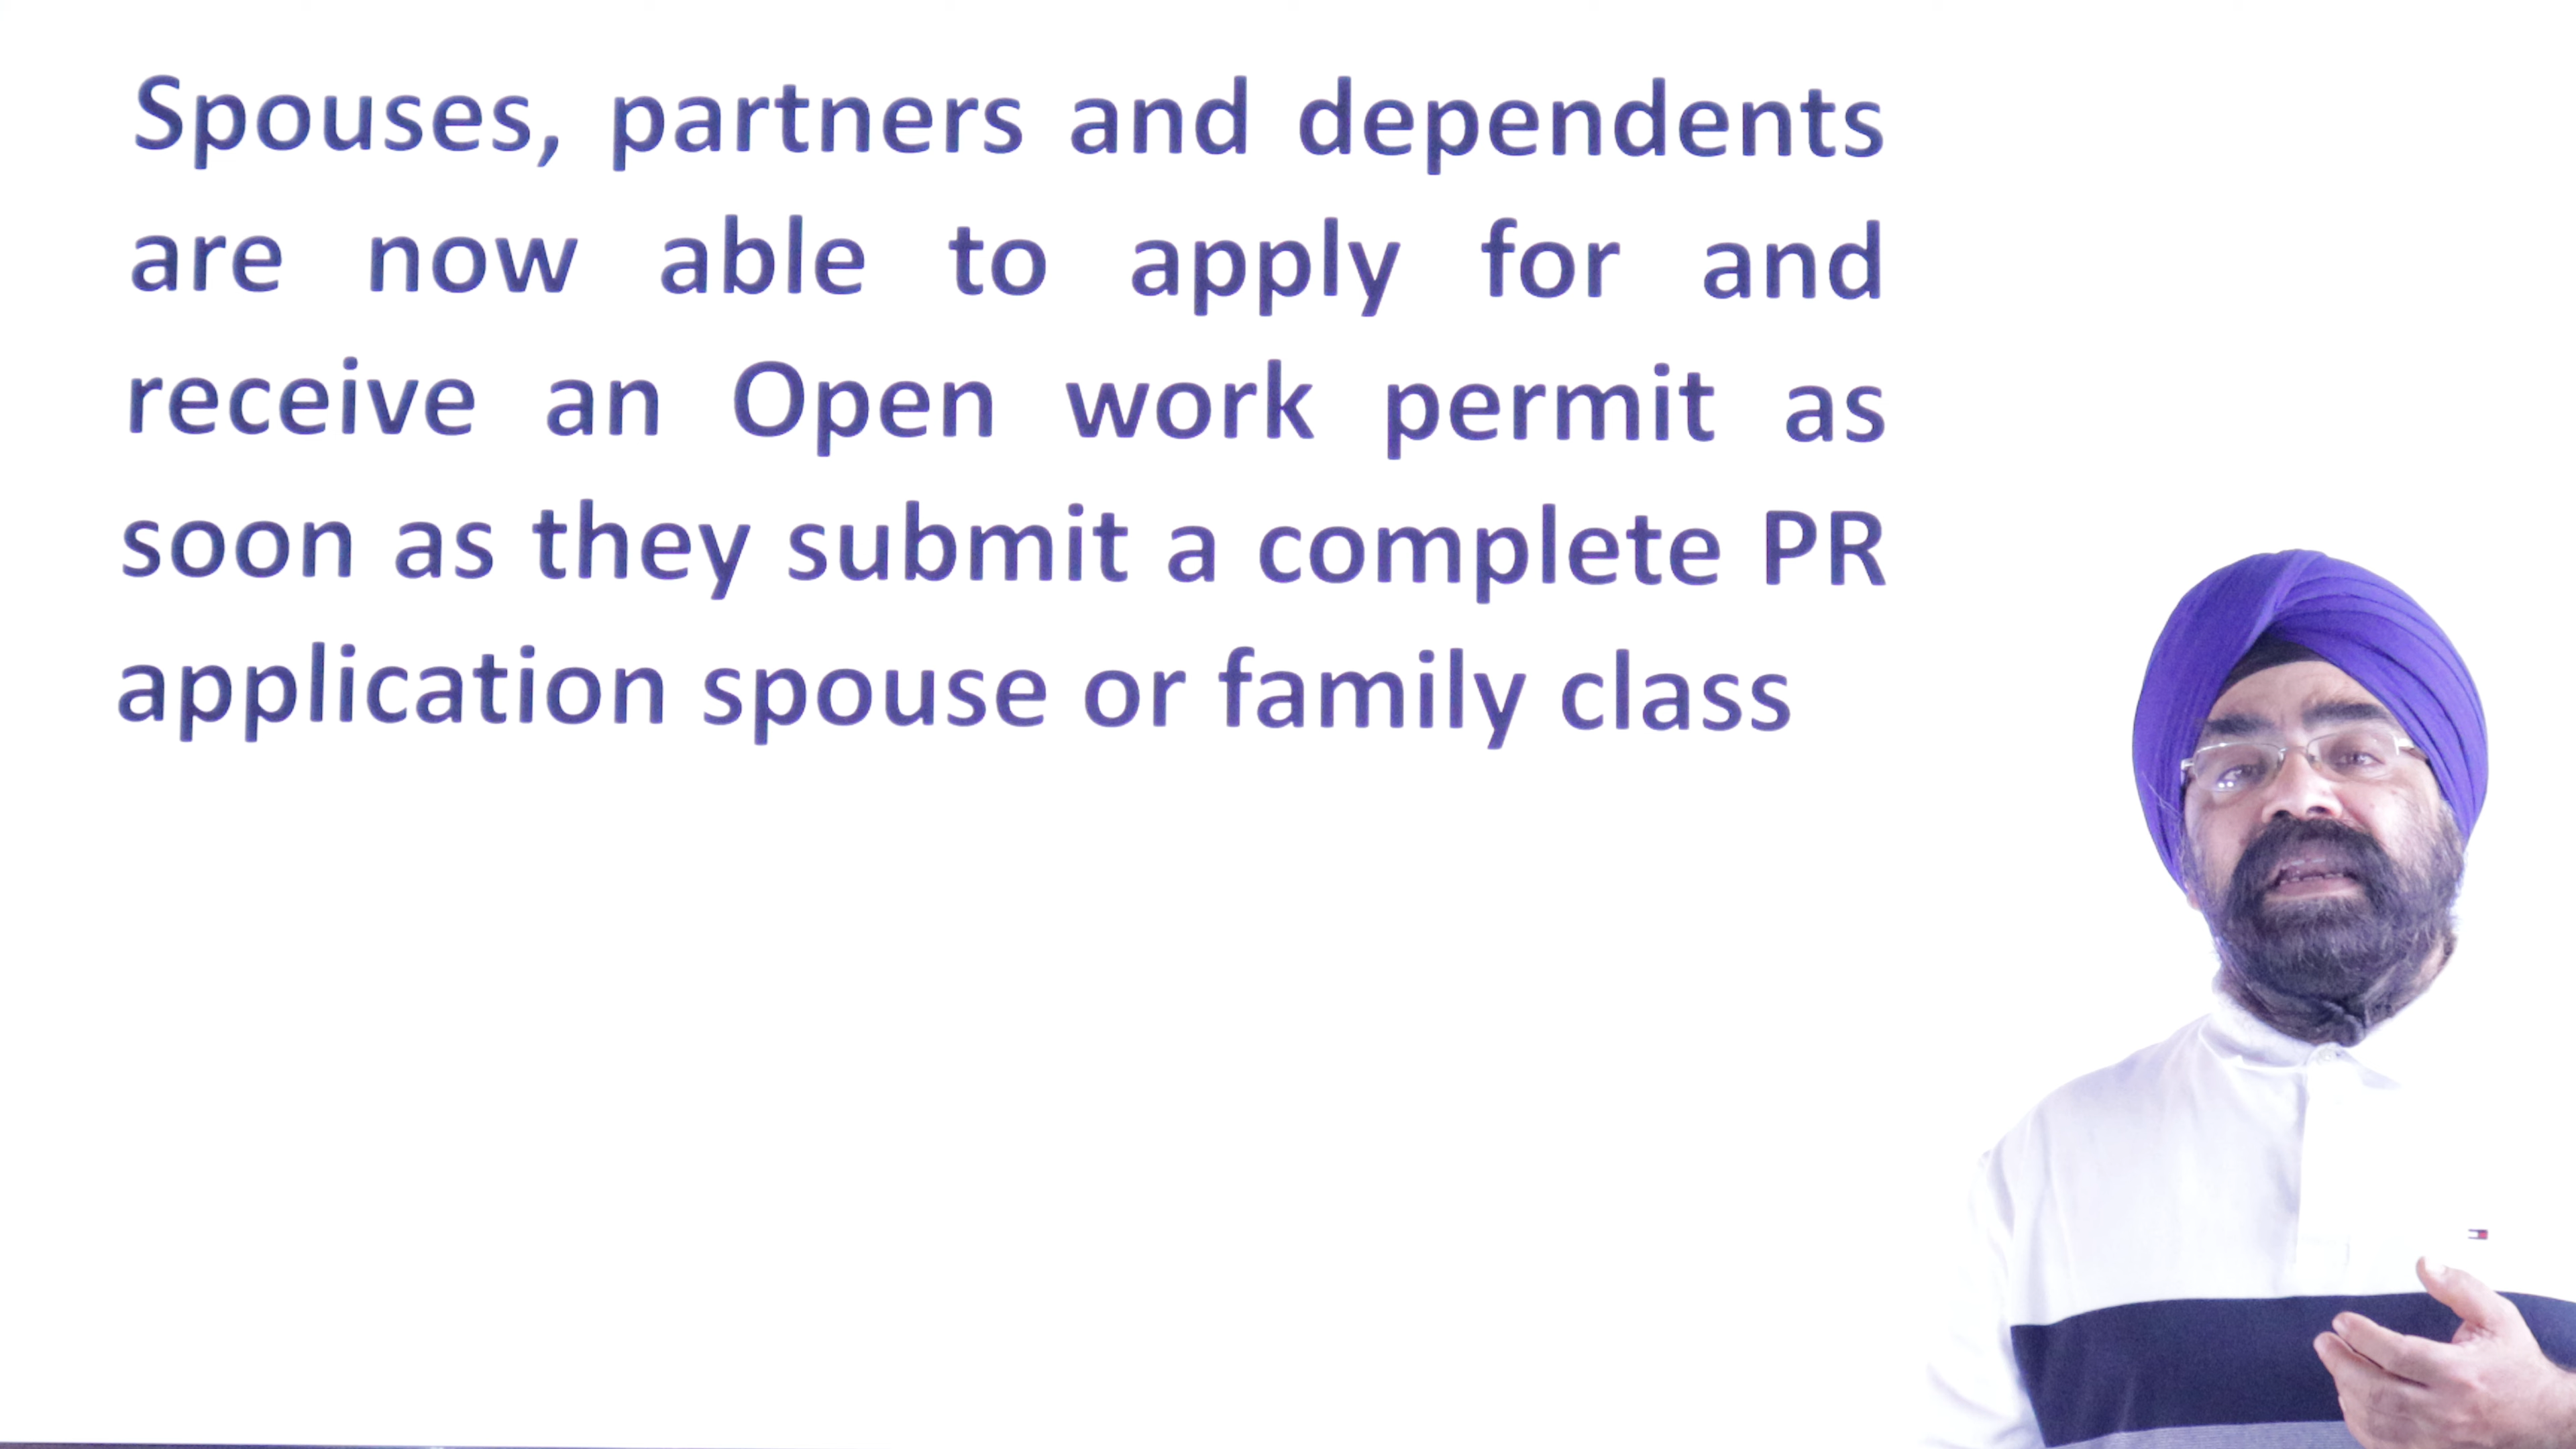 Spouses, partners and dependents
are now able to apply for and
receive an Open work permit as
soon as they submit a complete PR
application spouse or family class